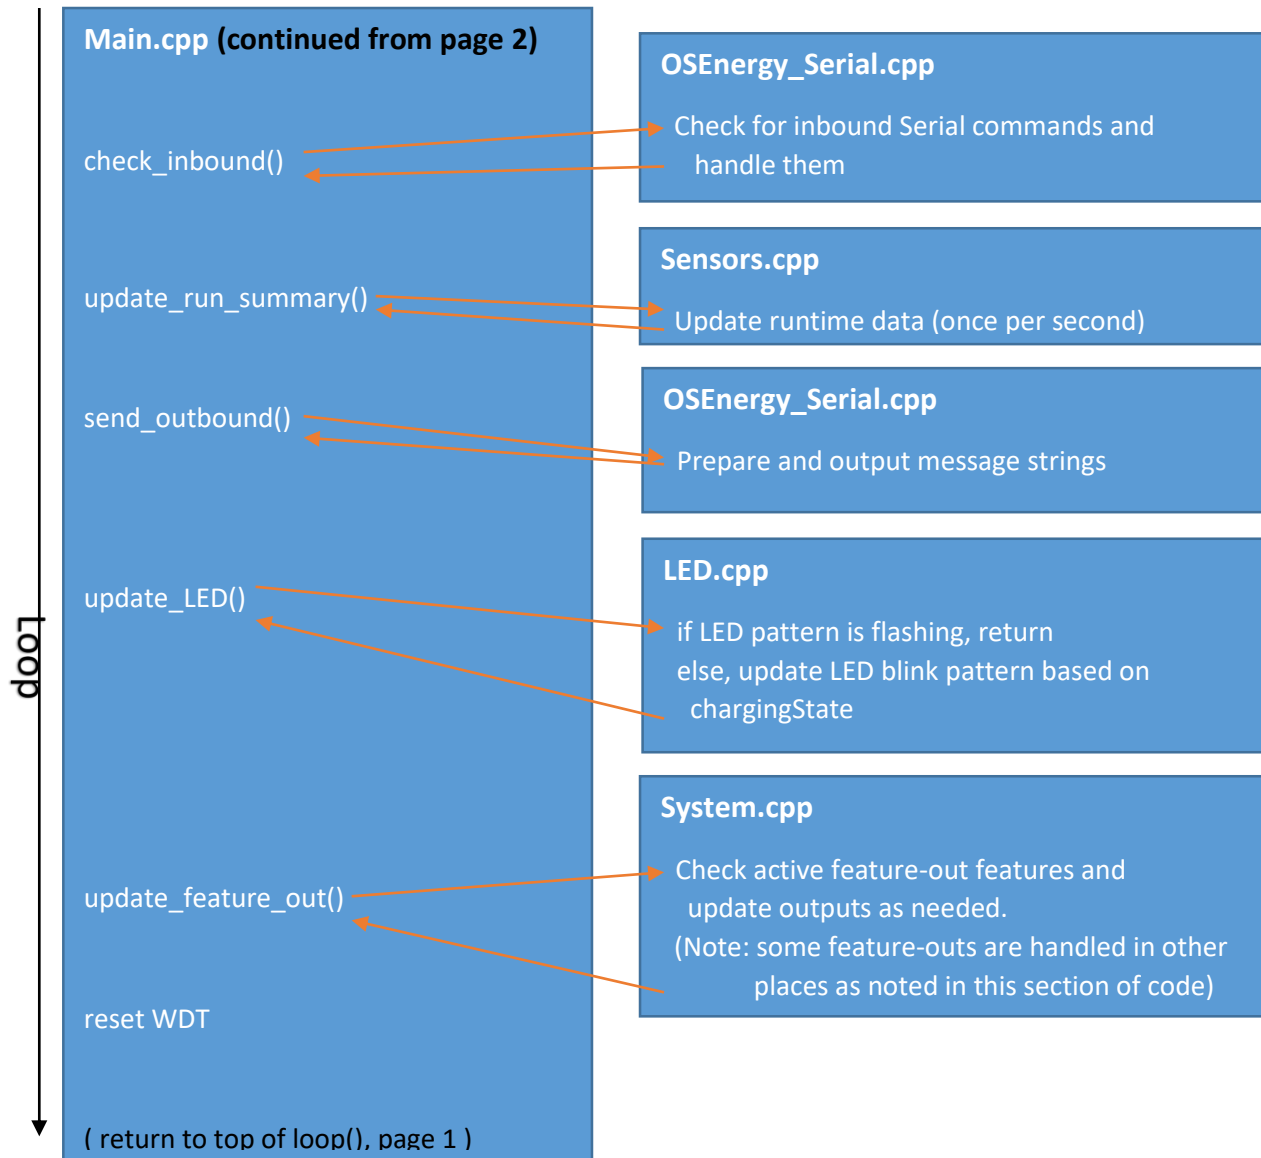 Main.cpp (continued from page 2)
check_inbound()
update_run_summary()
send_outbound()
update_LED()
update_feature_out()
reset WDT
( return to top of loop(), page 1 )
Loop
OSEnergy_Serial.cpp
Check for inbound Serial commands and
handle them
Sensors.cpp
Update runtime data (once per second)
OSEnergy_Serial.cpp
Prepare and output message strings
LED.cpp
if LED pattern is flashing, return
else, update LED blink pattern based on
chargingState
System.cpp
Check active feature-out features and
update outputs as needed.
(Note: some feature-outs are handled in other
places as noted in this section of code)